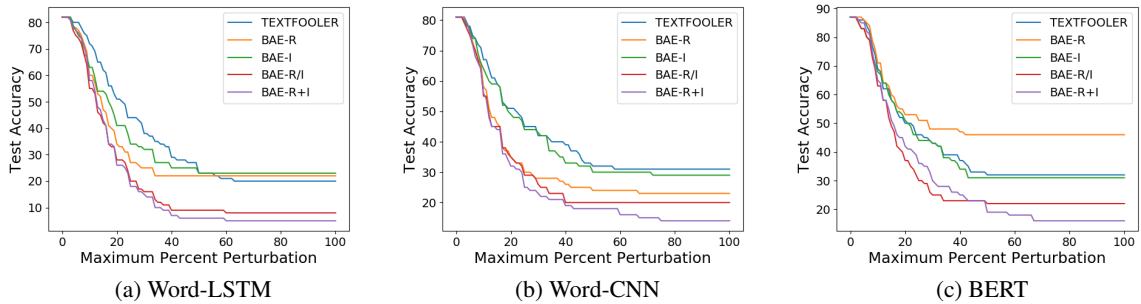 Test Accuracy
80
70
60
50
40
30
20
10
0 20 40 60 80 100
Maximum Percent Perturbation
TEXTFOOLER
BAE-R
BAE-I
BAE-R/I
BAE-R+I
(a) Word-LSTM
Test Accuracy
80
70
60
50
40
30
20
0 20 40 60 80 100
Maximum Percent Perturbation
TEXTFOOLER
BAE-R
BAE-I
BAE-R/I
BAE-R+I
(b) Word-CNN
Test Accuracy
90
80
70
60
50
40
30
20
0 20 40 60 80 100
Maximum Percent Perturbation
TEXTFOOLER
BAE-R
BAE-I
BAE-R/I
BAE-R+I
(c) BERT